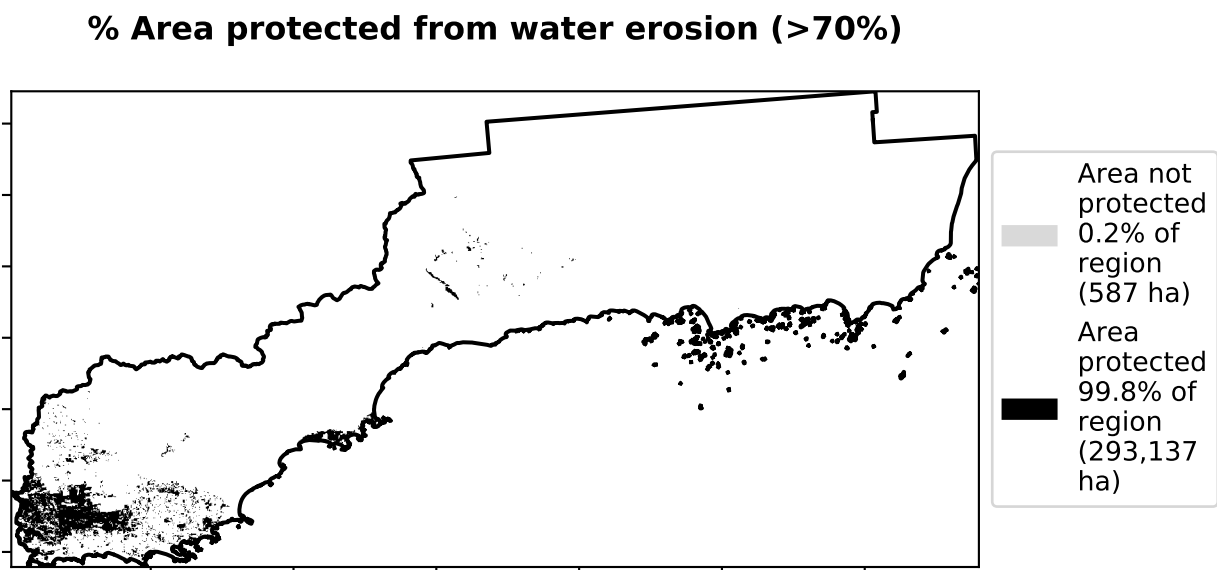 % Area protected from water erosion (>70%)
Area not
protected
0.2% of
region
(587 ha)
Area
protected
99.8% of
region
(293,137
ha)